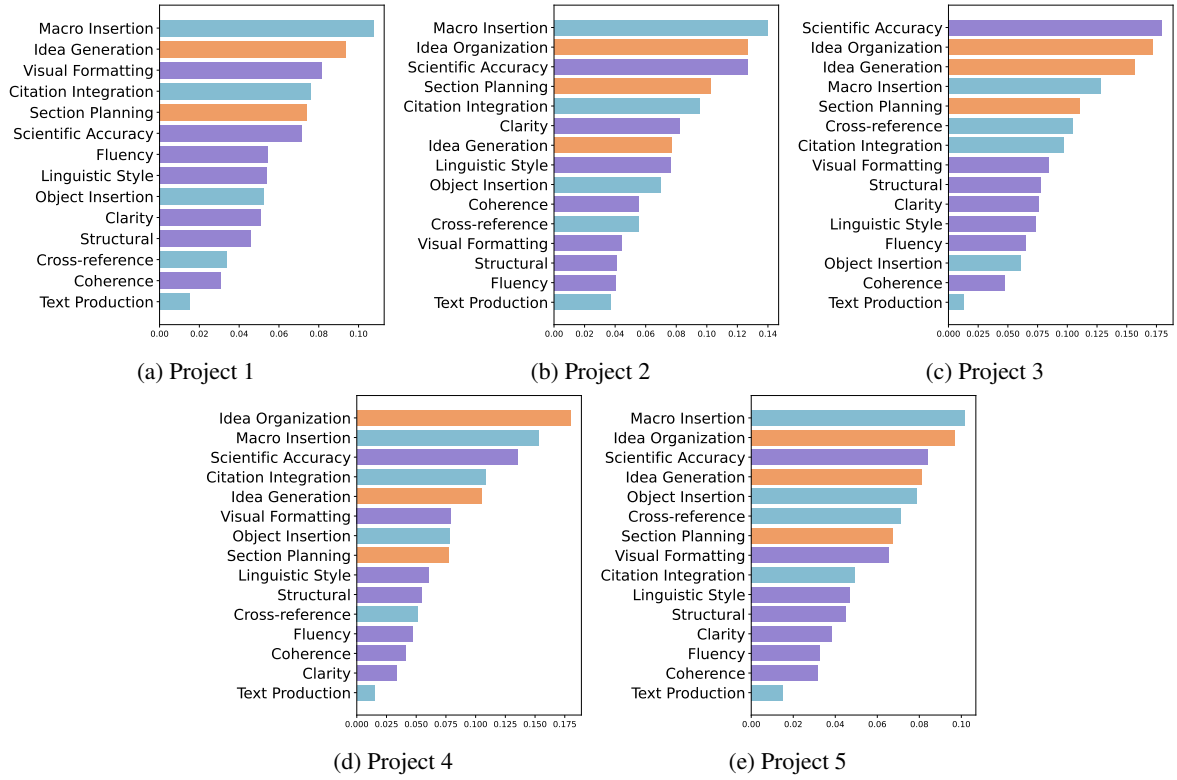 Macro Insertion
Idea Generation
Visual Formatting
Citation Integration
Section Planning
Scientific Accuracy
Fluency
Linguistic Style
Object Insertion
Clarity
Structural
Cross-reference
Coherence
Text Production
0.00 0.02 0.04 0.06 0.08 0.10
(a) Project 1
Macro Insertion
Idea Organization
Scientific Accuracy
Section Planning
Citation Integration
Clarity
Idea Generation
Linguistic Style
Object Insertion
Coherence
Cross-reference
Visual Formatting
Structural
Fluency
Text Production
0.00 0.02 0.04 0.06 0.08 0.10 0.12 0.14
(b) Project 2
Scientific Accuracy
Idea Organization
Idea Generation
Macro Insertion
Section Planning
Cross-reference
Citation Integration
Visual Formatting
Structural
Clarity
Linguistic Style
Fluency
Object Insertion
Coherence
Text Production
0.000 0.025 0.050 0.075 0.100 0.125 0.150 0.175
(c) Project 3
Idea Organization
Macro Insertion
Scientific Accuracy
Citation Integration
Idea Generation
Visual Formatting
Object Insertion
Section Planning
Linguistic Style
Structural
Cross-reference
Fluency
Coherence
Clarity
Text Production
0.000 0.025 0.050 0.075 0.100 0.125 0.150 0.175
(d) Project 4
Macro Insertion
Idea Organization
Scientific Accuracy
Idea Generation
Object Insertion
Cross-reference
Section Planning
Visual Formatting
Citation Integration
Linguistic Style
Structural
Clarity
Fluency
Coherence
Text Production
0.00 0.02 0.04 0.06 0.08 0.10
(e) Project 5